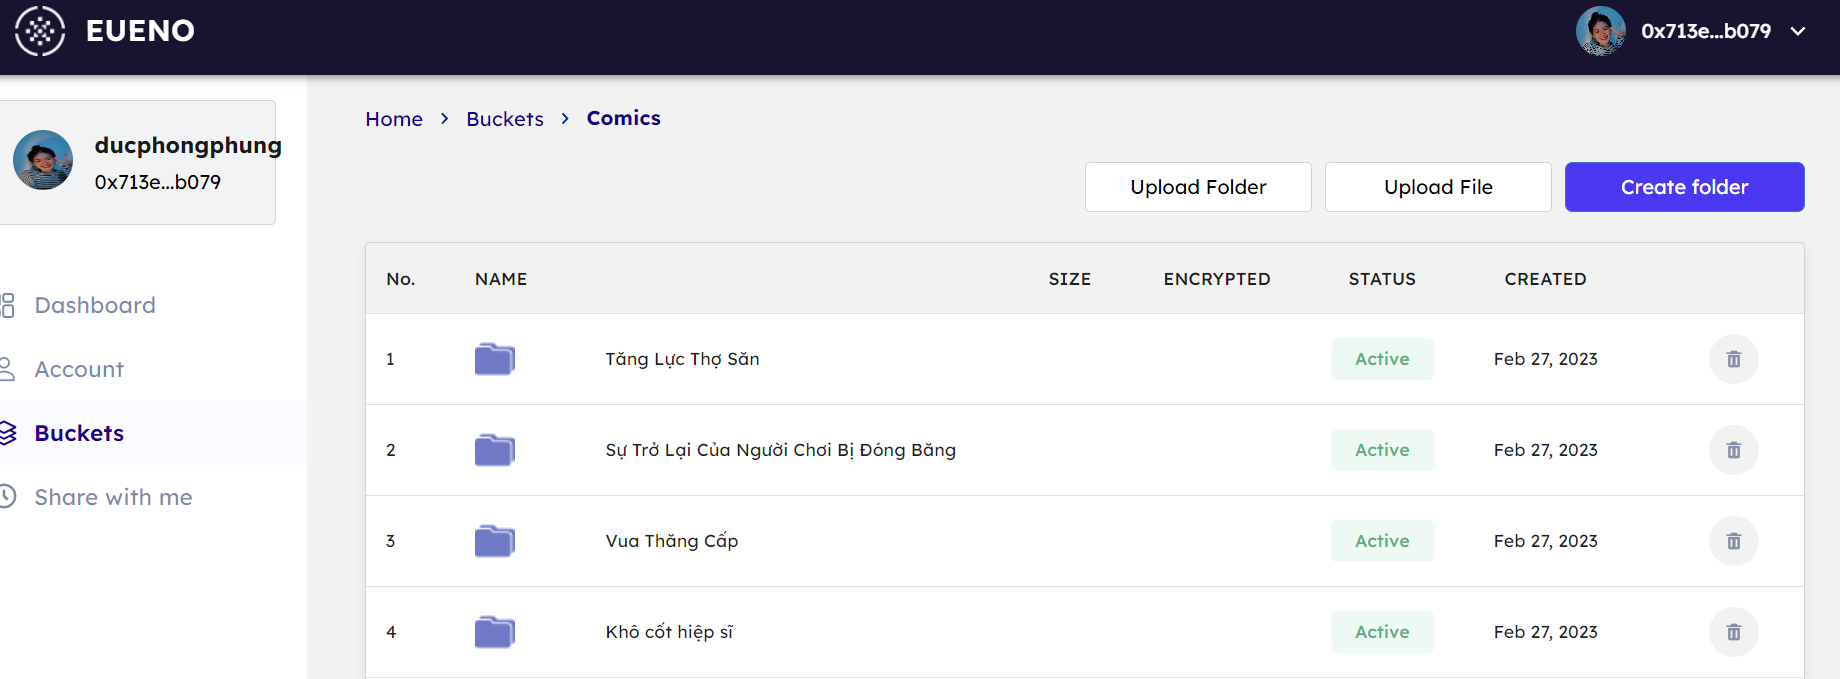 EUENO
0x713e...b079
ducphongphung
0x713e...b079
Dashboard
Account
Buckets
Share with me
Home > Buckets > Comics
Upload Folder Upload File Create folder
No. NAME SIZE ENCRYPTED STATUS CREATED
1 Tăng Lực Thợ Săn Active Feb 27, 2023
2 Sự Trở Lại Của Người Chơi Bị Đóng Băng Active Feb 27, 2023
3 Vua Thăng Cấp Active Feb 27, 2023
4 Khô cốt hiệp sĩ Active Feb 27, 2023